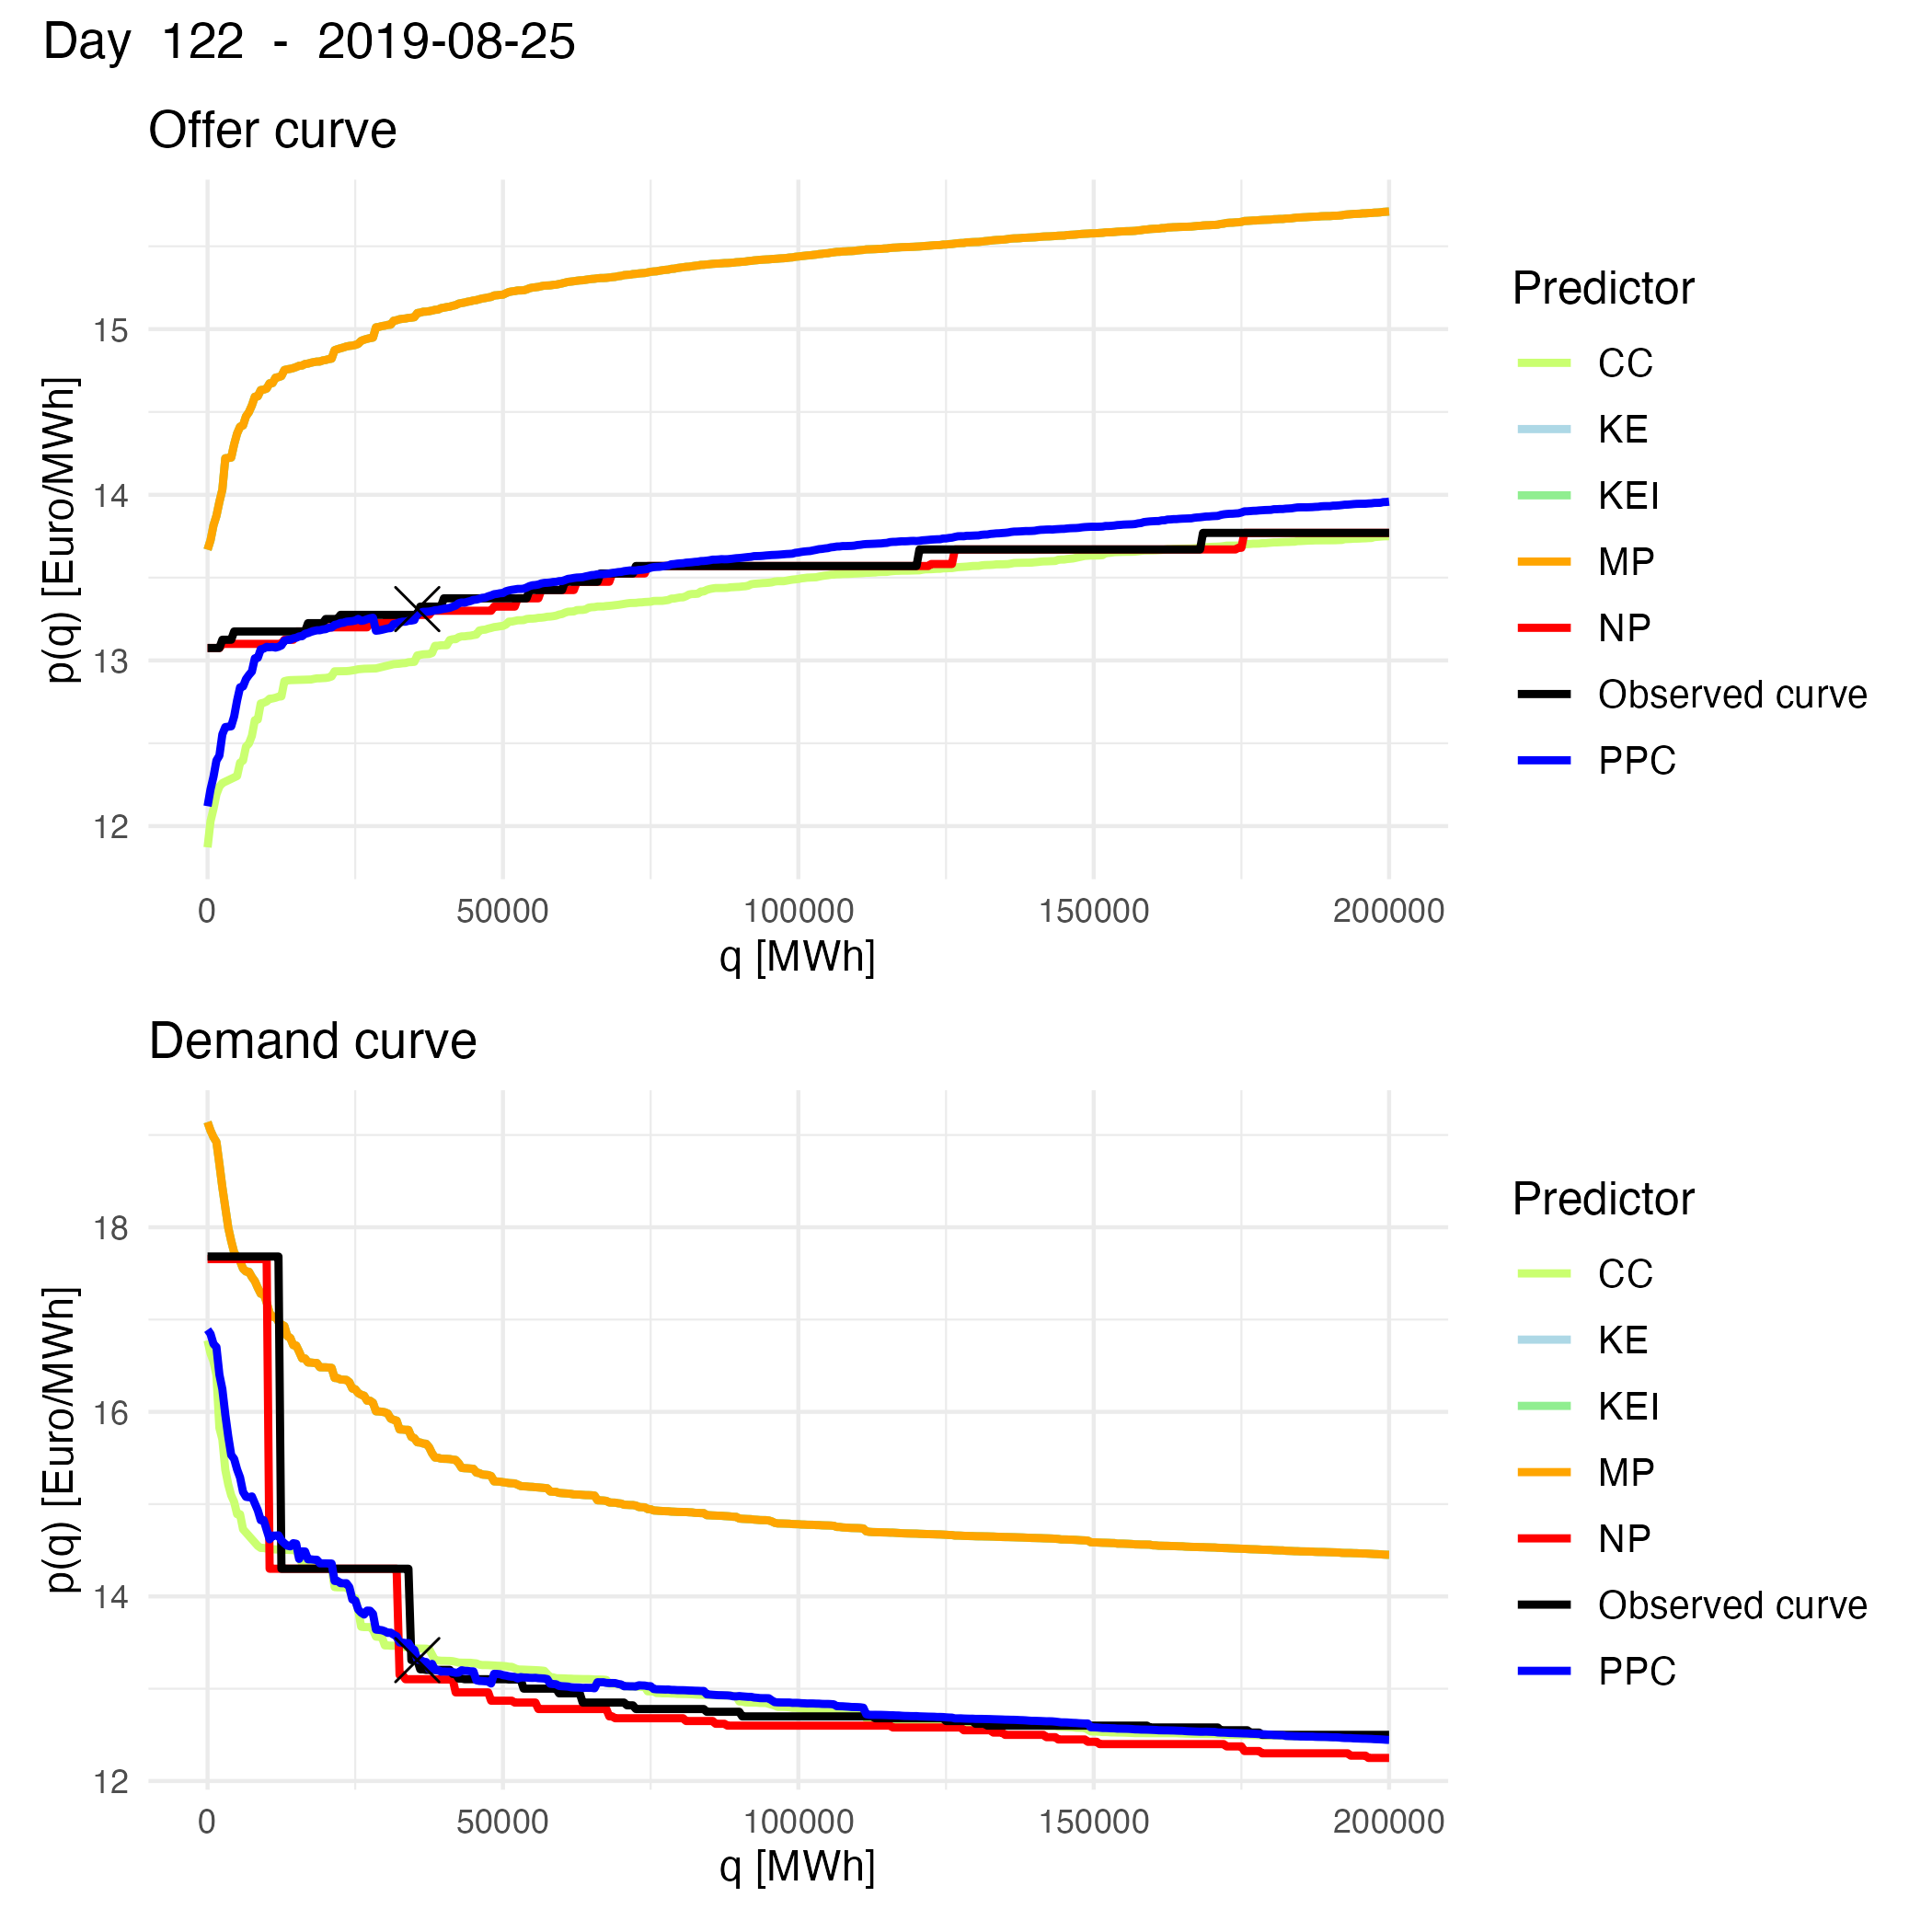 Day 122 - 2019-08-25
Offer curve
p(q) [Euro/MWh]
15
14
13
12
0 50000 100000 150000 200000
q [MWh]
Predictor
CC
KE
KEI
MP
NP
Observed curve
PPC
Demand curve
p(q) [Euro/MWh]
18
16
14
12
0 50000 100000 150000 200000
q [MWh]
Predictor
CC
KE
KEI
MP
NP
Observed curve
PPC